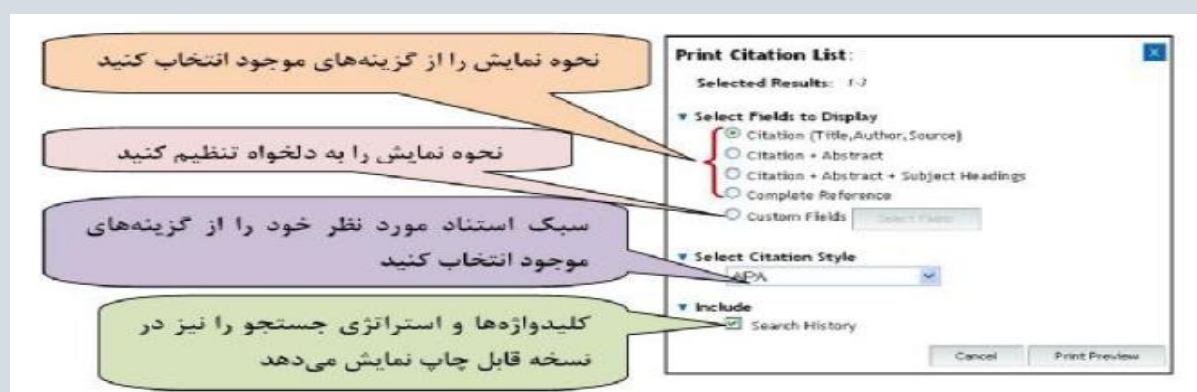 نحوه نمایش را از گزینه‌های موجود انتخاب کنید
نحوه نمایش را به دلخواه تنظیم کنید
سبک استناد مورد نظر خود را از گزینه‌های
موجود انتخاب کنید
کلیدواژه‌ها و استراتژی جستجو را نیز در
نسخه قابل چاپ نمایش می‌دهد
Print Citation List:
Selected Results:
Select Fields to Display
Citation (Title,Author,Source)
Citation + Abstract
Citation + Abstract + Subject Headings
Complete Reference
Custom Fields
Select Citation Style
APA
Include
Search History
Cancel Print Preview